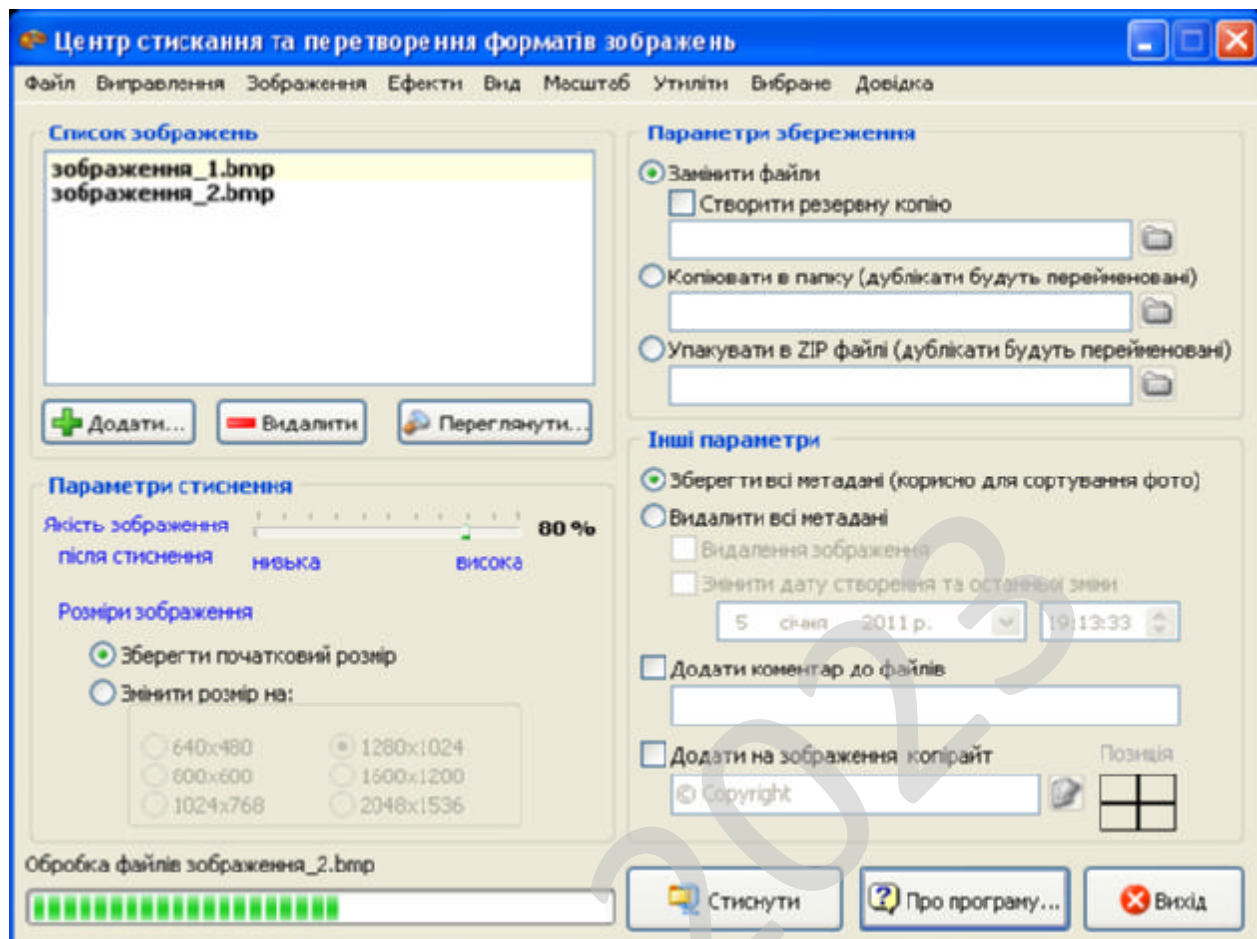 Центр стискання та перетворення форматів зображень
Файл Виправлення Зображення Ефекти Вид Масштаб Утиліти Вибране Довідка
Список зображень
зображення_1.bmp
зображення_2.bmp
Додати... Видалити Переглянути...
Параметри стиснення
Якість зображення
після стиснення
80 %
низька висока
Розміри зображення
Зберегти початковий розмір
Змінити розмір на:
640x480 1280x1024
800x600 1600x1200
1024x768 2048x1536
Обробка файлів зображення_2.bmp
Параметри збереження
Замінити файли
Створити резервну копію
Копіювати в папку (дублікати будуть перейменовані)
Упакувати в ZIP файлі (дублікати будуть перейменовані)
Інші параметри
Зберегти всі метадані (корисно для сортування фото)
Видалити всі метадані
Видалення зображення
Змінити дату створення та останньої зміни
5 січня 2011 р. 19:13:33
Додати коментар до файлів
Додати на зображення копірайт Позиція
© Copyright
Стиснути Про програму... Вихід
2023